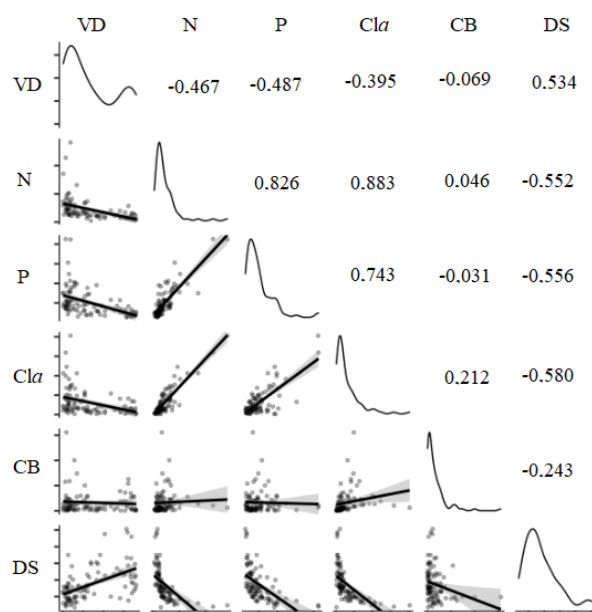 VD N P Cla CB DS
VD -0.467 -0.487 -0.395 -0.069 0.534
N 0.826 0.883 0.046 -0.552
P 0.743 -0.031 -0.556
Cla 0.212 -0.580
CB -0.243
DS